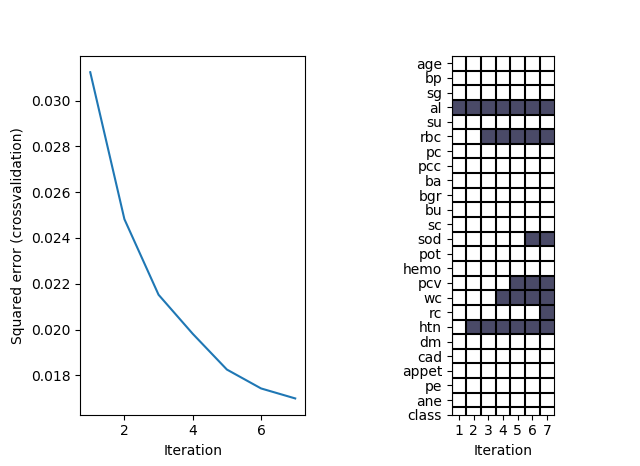 0.030
0.028
0.026
0.024
0.022
0.020
0.018
Squared error (crossvalidation)
2 4 6
Iteration
age
bp
sg
al
su
rbc
pc
pcc
ba
bgr
bu
sc
sod
pot
hemo
pcv
wc
rc
htn
dm
cad
appet
pe
ane
class
1 2 3 4 5 6 7
Iteration